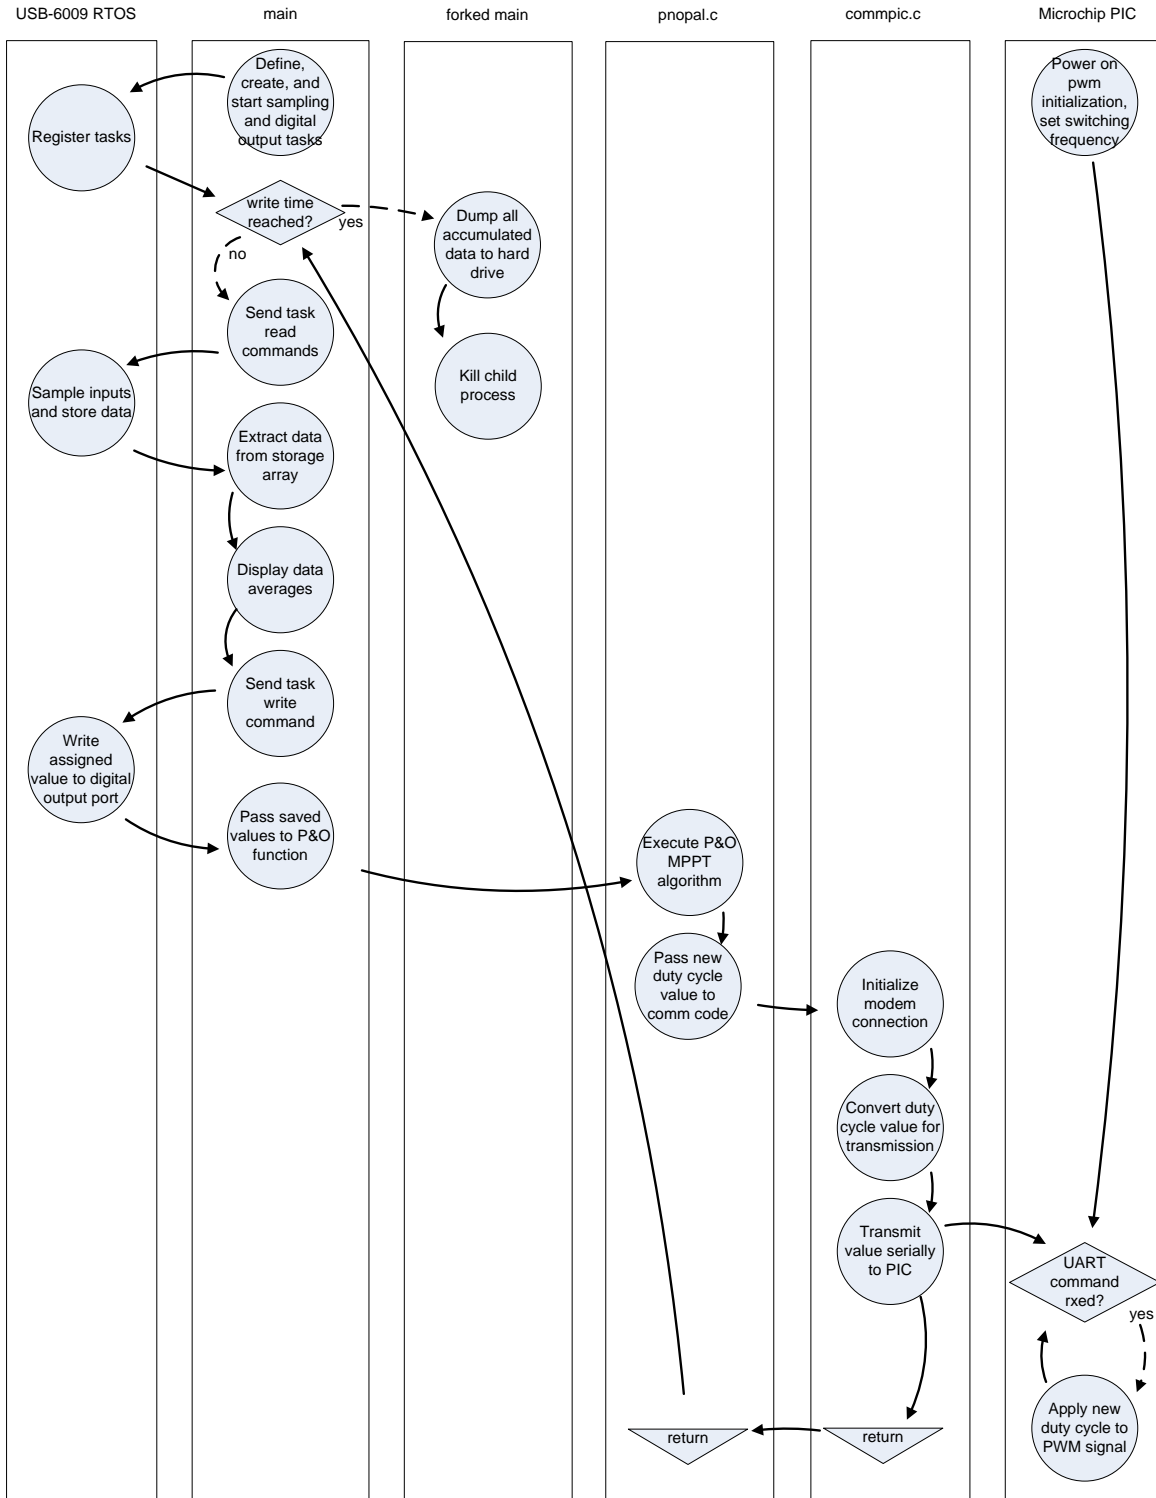 USB-6009 RTOS
main
forked main
pnopal.c
commpic.c
Microchip PIC
Define,
create, and
start sampling
and digital
output tasks
Power on
pwm
initialization,
set switching
frequency
Register tasks
write time
reached?
yes
no
Dump all
accumulated
data to hard
drive
Send task
read
commands
Kill child
process
Sample inputs
and store data
Extract data
from storage
array
Display data
averages
Send task
write
command
Write
assigned
value to digital
output port
Pass saved
values to P&O
function
Execute P&O
MPPT
algorithm
Pass new
duty cycle
value to
comm code
Initialize
modem
connection
Convert duty
cycle value for
transmission
Transmit
value serially
to PIC
UART
command
rxed?
yes
Apply new
duty cycle to
PWM signal
return
return